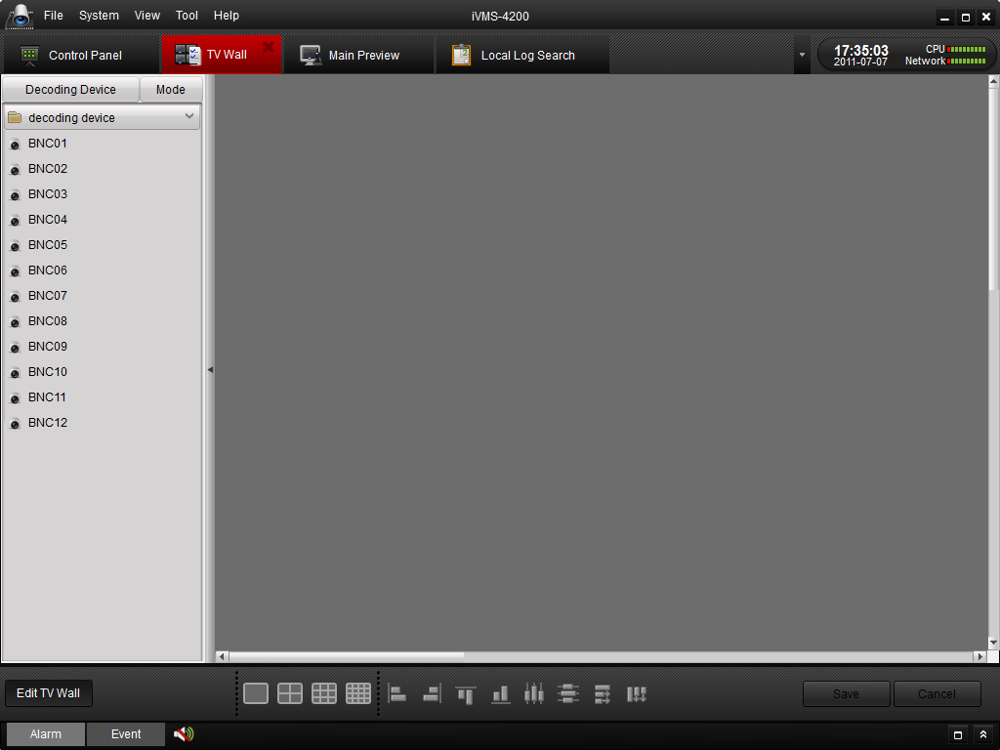 File System View Tool Help iVMS-4200
Control Panel TV Wall Main Preview Local Log Search
17:35:03 CPU
2011-07-07 Network
Decoding Device Mode
decoding device
BNC01
BNC02
BNC03
BNC04
BNC05
BNC06
BNC07
BNC08
BNC09
BNC10
BNC11
BNC12
Edit TV Wall Save Cancel
Alarm Event